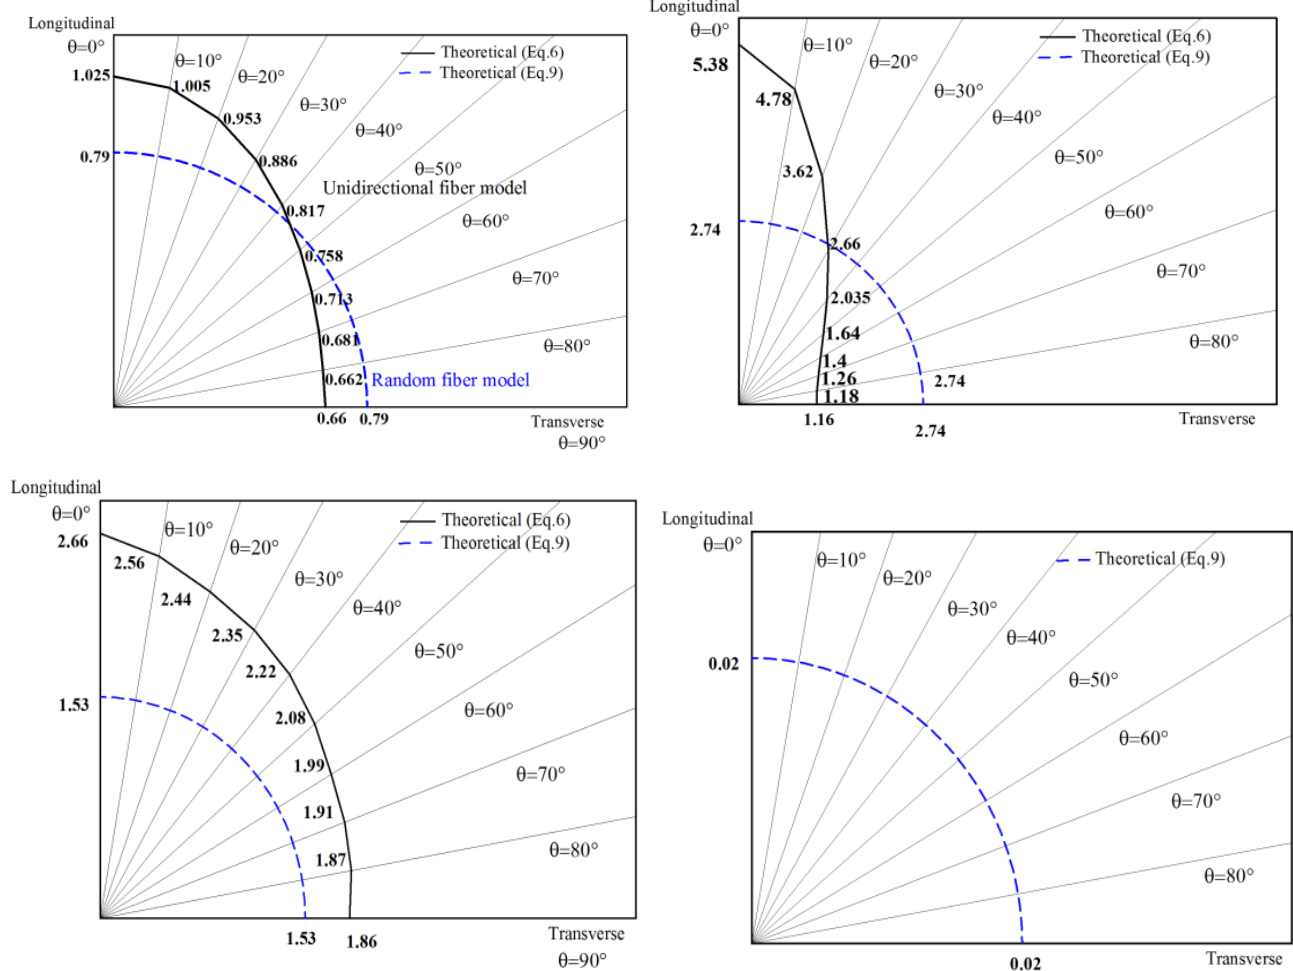 Longitudinal
θ=0°
1.025
θ=10°
1.005
θ=20°
0.953
θ=30°
0.886
θ=40°
0.817
θ=50°
0.758
θ=60°
0.713
θ=70°
0.681
θ=80°
0.662
0.79
Theoretical (Eq.6)
Theoretical (Eq.9)
Unidirectional fiber model
Random fiber model
0.66
0.79
Transverse
θ=90°
Longitudinal
θ=0°
5.38
θ=10°
4.78
θ=20°
3.62
θ=30°
2.66
θ=40°
2.035
θ=50°
1.64
θ=60°
1.4
θ=70°
1.26
θ=80°
1.18
2.74
2.74
Theoretical (Eq.6)
Theoretical (Eq.9)
1.16
2.74
Transverse
Longitudinal
θ=0°
2.66
θ=10°
2.56
θ=20°
2.44
θ=30°
2.35
θ=40°
2.22
θ=50°
2.08
θ=60°
1.99
θ=70°
1.91
θ=80°
1.87
1.53
Theoretical (Eq.6)
Theoretical (Eq.9)
1.53
1.86
Transverse
θ=90°
Longitudinal
θ=0°
θ=10°
θ=20°
θ=30°
θ=40°
θ=50°
θ=60°
θ=70°
θ=80°
0.02
Theoretical (Eq.9)
0.02
Transverse